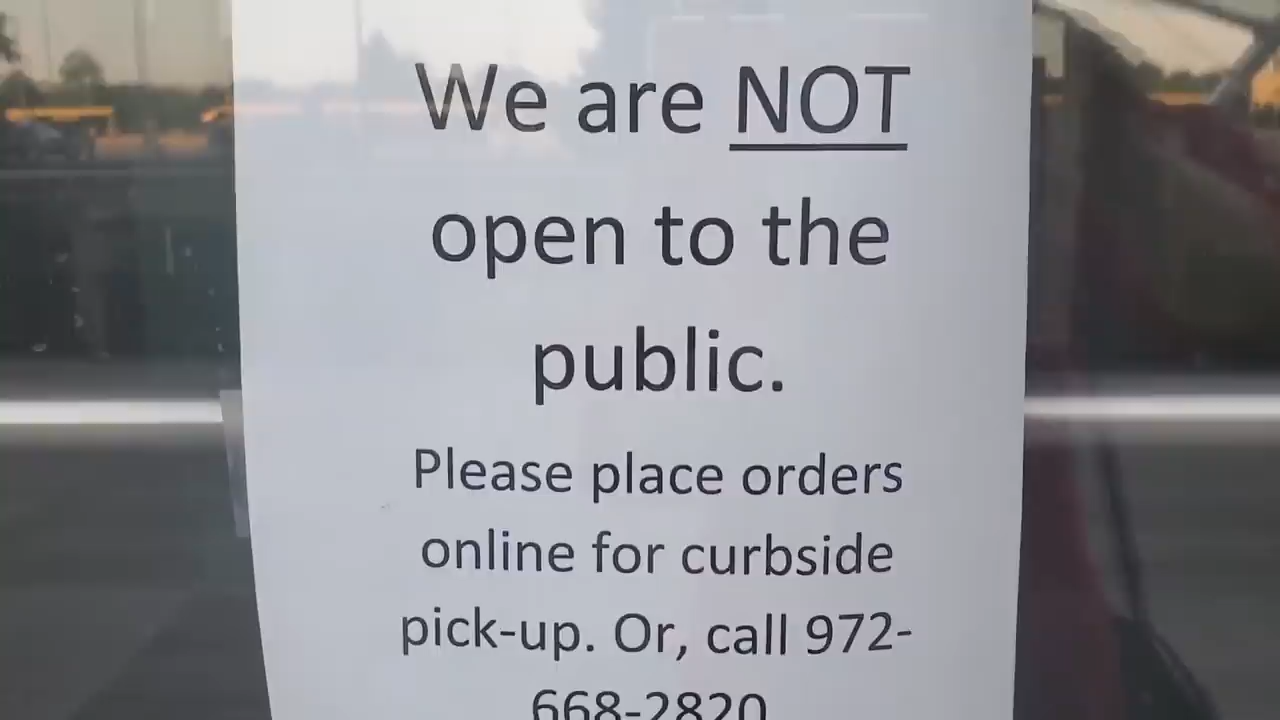 We are NOT
open to the
public.
Please place orders
online for curbside
pick-up. Or, call 972-
668-2820